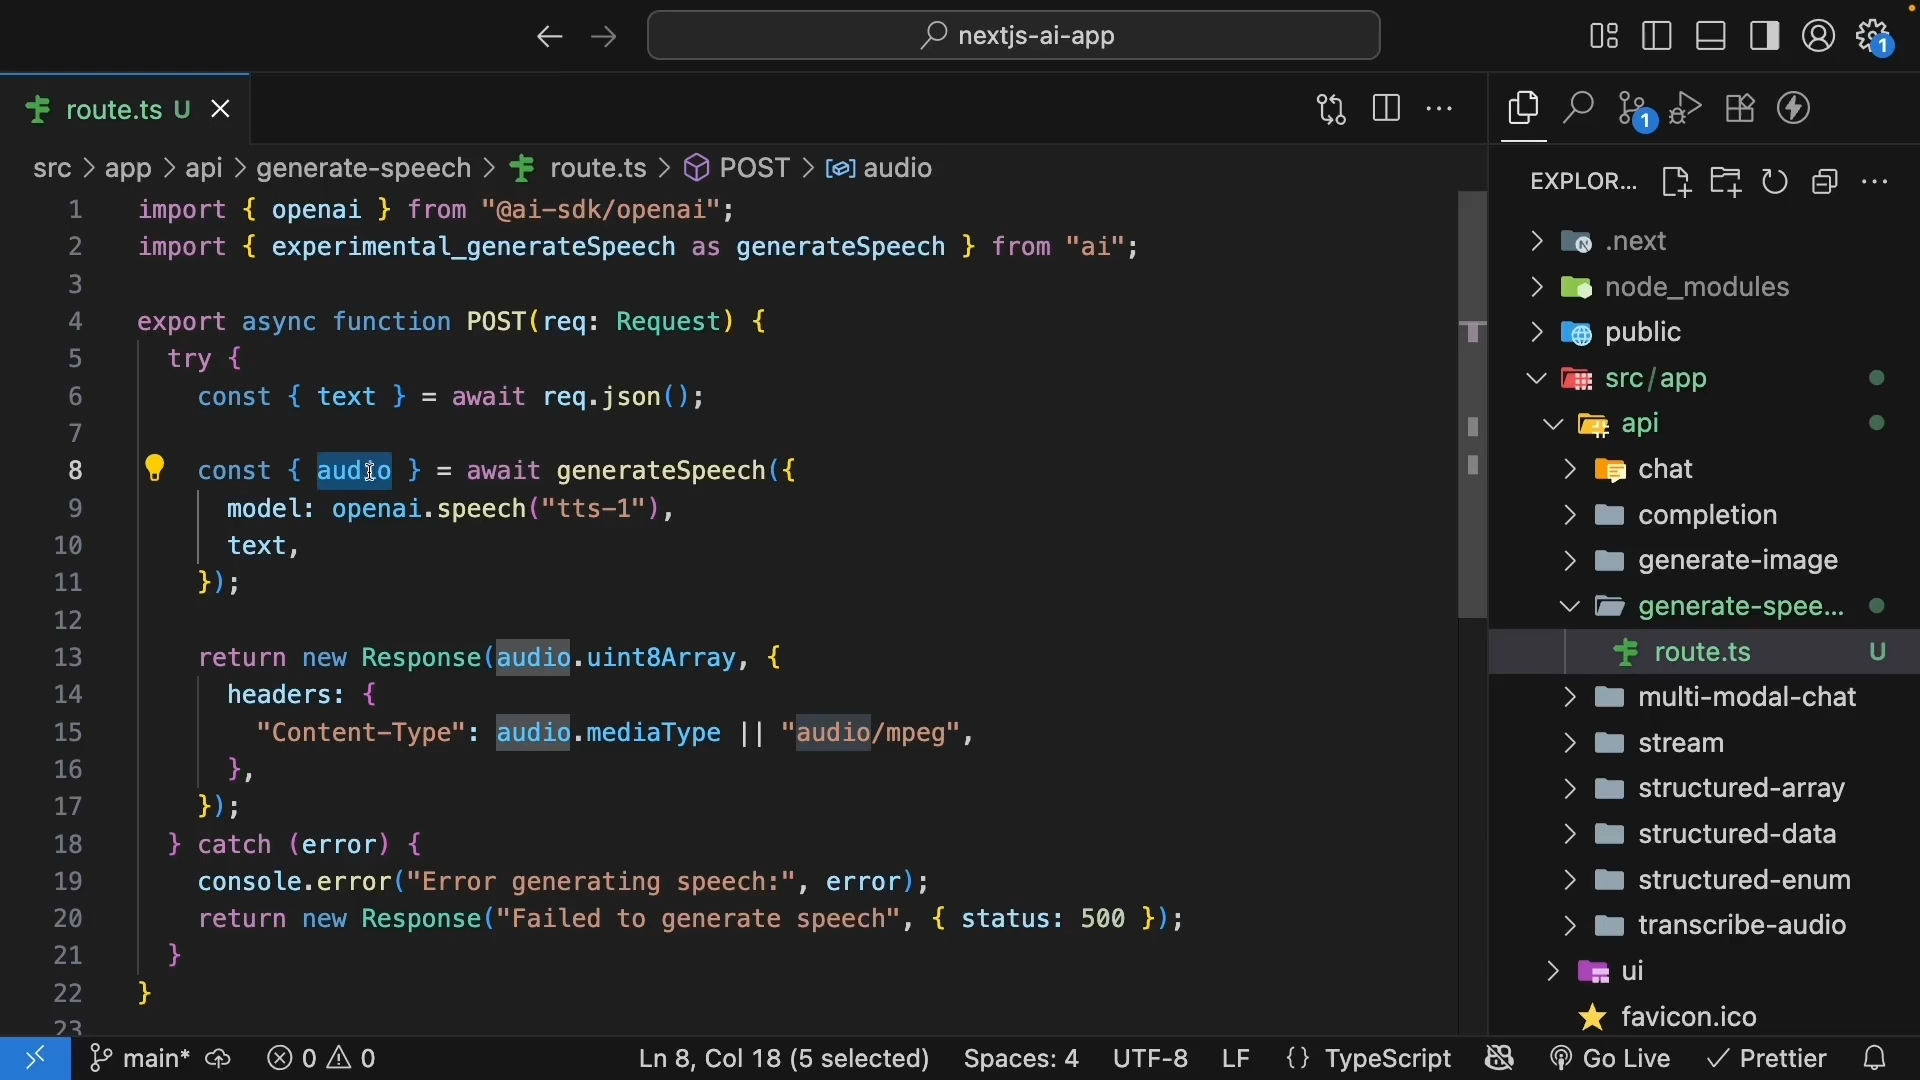 nextjs-ai-app
1
route.ts U
1
src > app > api > generate-speech > route.ts > POST > audio
EXPLOR...
1 import { openai } from "@ai-sdk/openai";
2 import { experimental_generateSpeech as generateSpeech } from "ai";
3
4 export async function POST(req: Request) {
5 try {
6 const { text } = await req.json();
7
8 const { audio } = await generateSpeech({
9 model: openai.speech("tts-1"),
10 text,
11 });
12
13 return new Response(audio.uint8Array, {
14 headers: {
15 "Content-Type": audio.mediaType || "audio/mpeg",
16 },
17 });
18 } catch (error) {
19 console.error("Error generating speech:", error);
20 return new Response("Failed to generate speech", { status: 500 });
21 }
22 }
23
.next
node_modules
public
src/app
api
chat
completion
generate-image
generate-spee...
route.ts U
multi-modal-chat
stream
structured-array
structured-data
structured-enum
transcribe-audio
ui
favicon.ico
main* 0 0 Ln 8, Col 18 (5 selected) Spaces: 4 UTF-8 LF {} TypeScript Go Live Prettier